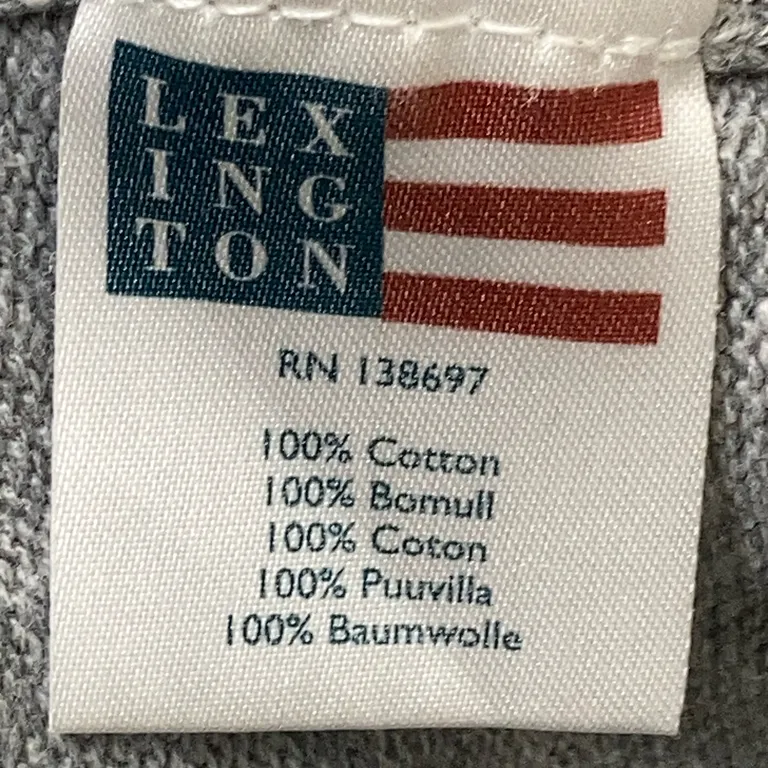 LEX
ING
TON
RN 138697
100% Cotton
100% Bomull
100% Coton
100% Puuvilla
100% Baumwolle